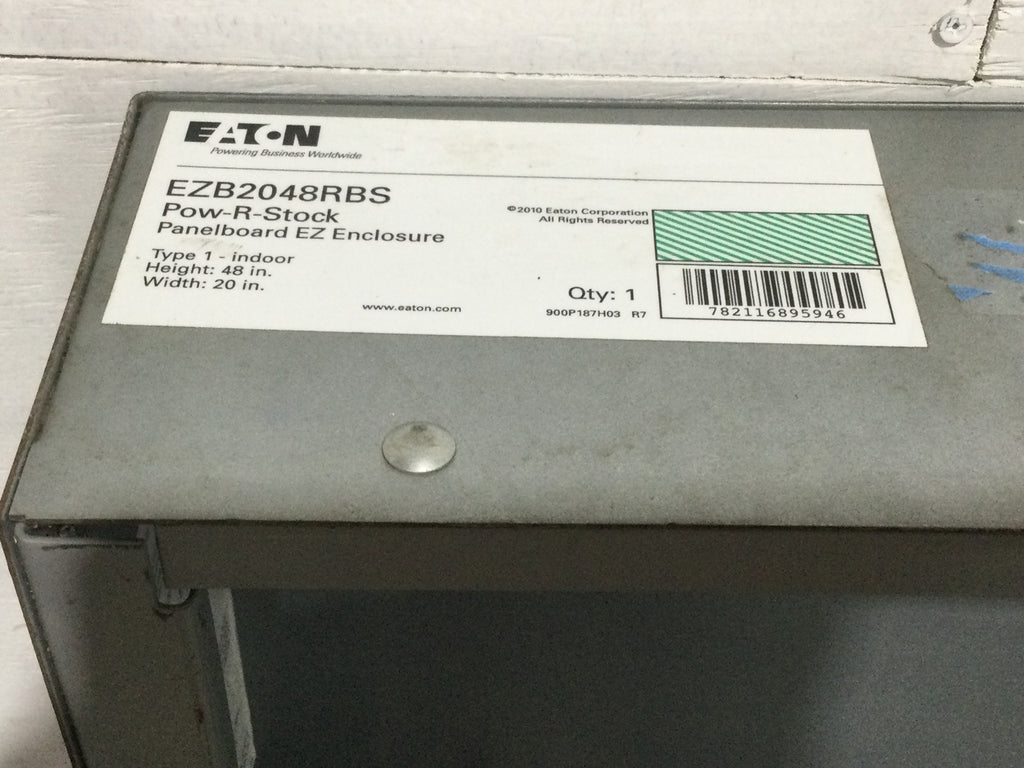 EATON
Powering Business Worldwide
EZB2048RBS
Pow-R-Stock
Panelboard EZ Enclosure
Type 1 - indoor
Height: 48 in.
Width: 20 in.
www.eaton.com
©2010 Eaton Corporation
All Rights Reserved
Qty: 1
900P187H03 R7
782116895946